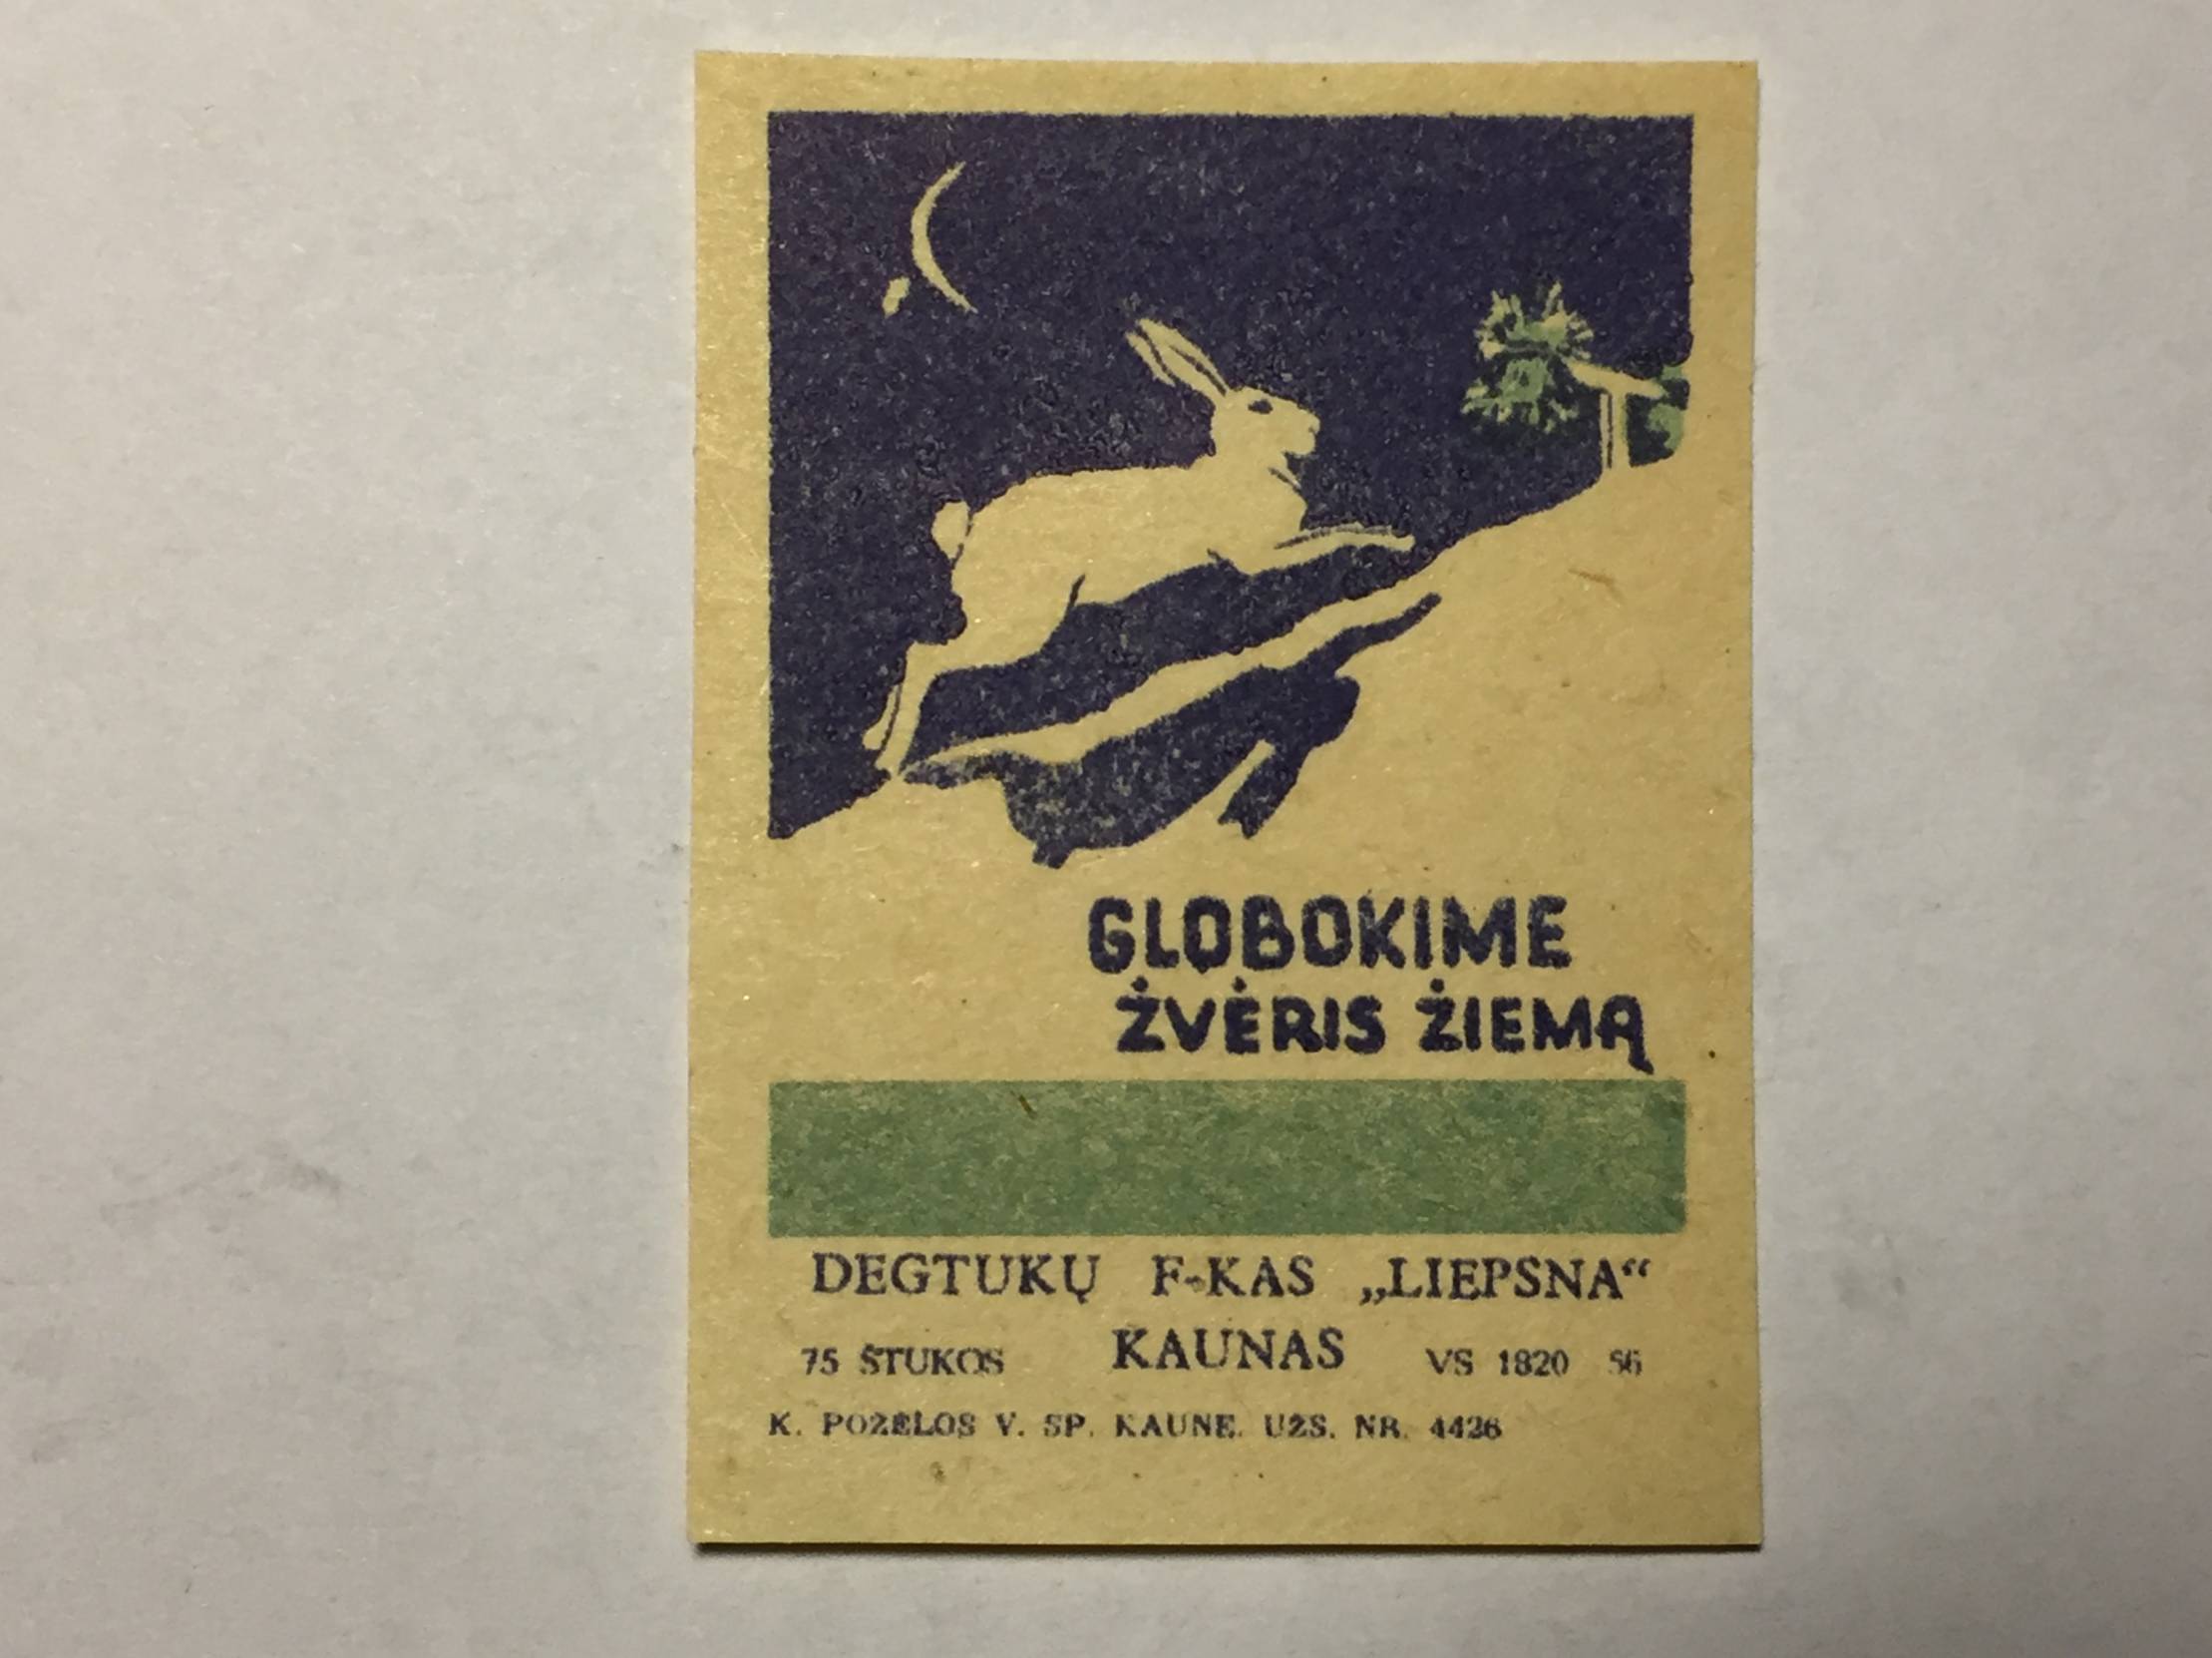 GLOBOKIME
ŽVĖRIS ŽIEMĄ
DEGTUKŲ F-KAS „LIEPSNA“
75 ŠTUKOS KAUNAS VS 1820 56
K. POŽĖLOS V. SP. KAUNE. UŽS. NR. 4426